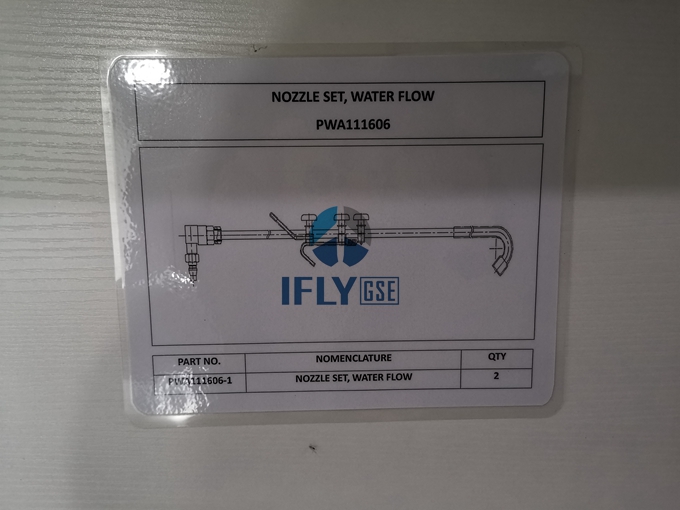 NOZZLE SET, WATER FLOW
PWA111606
IFLY GSE
PART NO. NOMENCLATURE QTY
PWA111606-1 NOZZLE SET, WATER FLOW 2